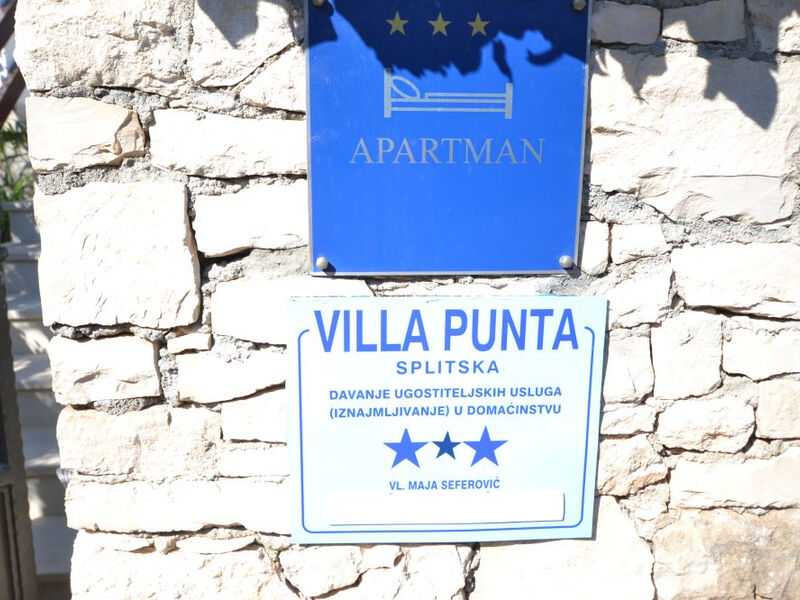 APARTMAN
VILLA PUNTA
SPLITSKA
DAVANJE UGOSTITELJSKIH USLUGA
(IZNAJMLJIVANJE) U DOMAĆINSTVU
VL. MAJA SEFEROVIĆ